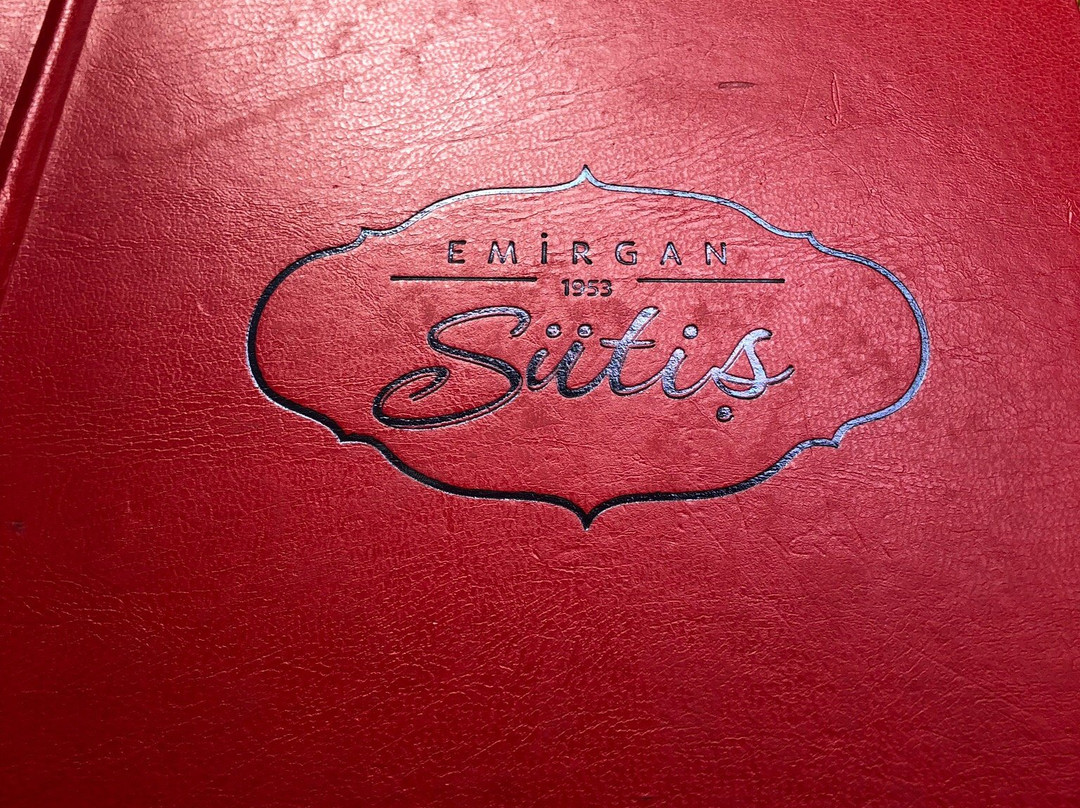 EMİRGAN
1953
Sütiş